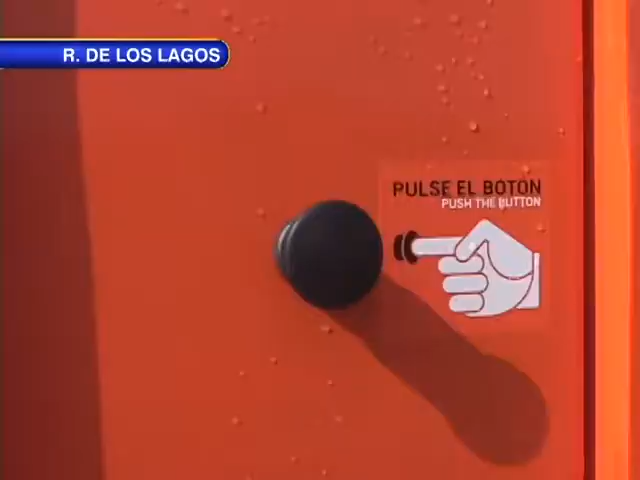 R. DE LOS LAGOS
PULSE EL BOTON
PUSH THE BUTTON